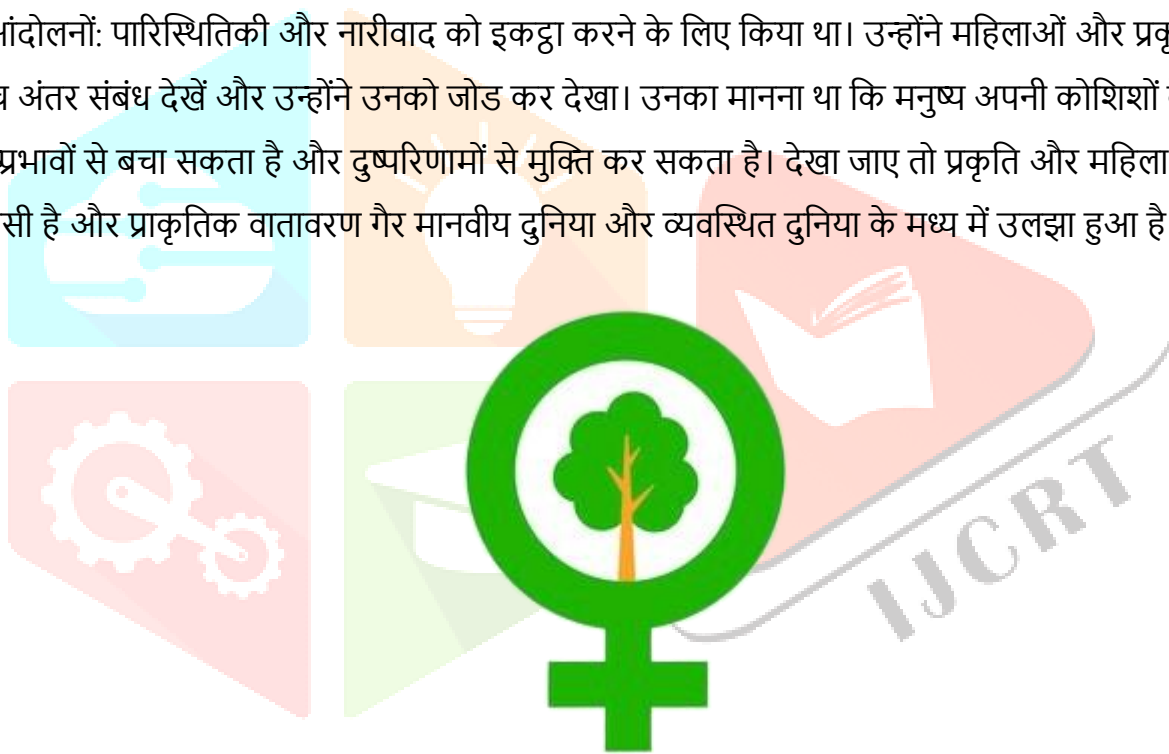 आंदोलनों: पारिस्थितिकी और नारीवाद को इकट्ठा करने के लिए किया था। उन्होंने महिलाओं और
अंतर संबंध देखें और उन्होंने उनको जोड कर देखा। उनका मानना था कि मनुष्य अपनी कोशिशों
प्रभावों से बचा सकता है और दुष्परिणामों से मुक्ति कर सकता है। देखा जाए तो प्रकृति और महिला
है और प्राकृतिक वातावरण गैर मानवीय दुनिया और व्यवस्थित दुनिया के मध्य में उलझा हुआ है
IJCRT